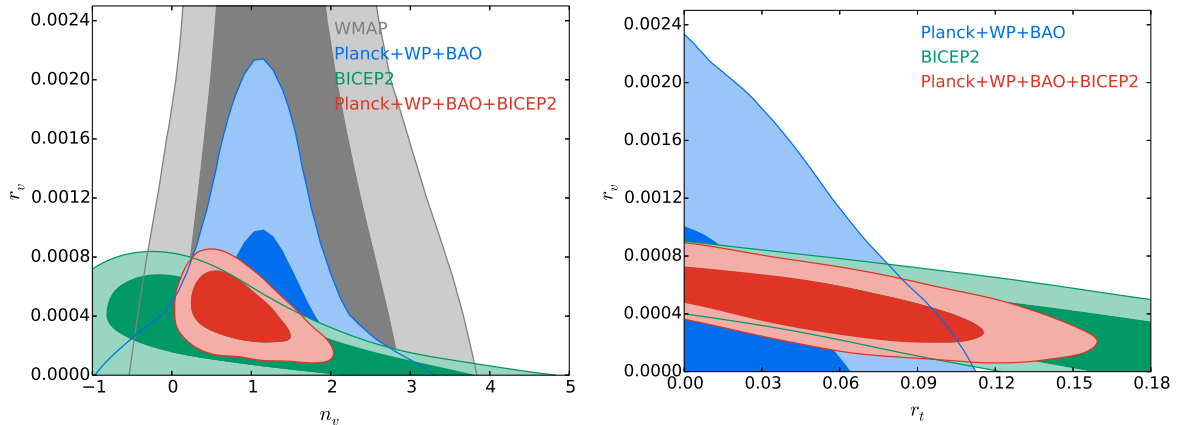 0.0024
0.0020
0.0016
0.0012
0.0008
0.0004
0.0000
r_v
−1 0 1 2 3 4 5
n_v
WMAP
Planck+WP+BAO
BICEP2
Planck+WP+BAO+BICEP2
0.0024
0.0020
0.0016
0.0012
0.0008
0.0004
0.0000
r_v
0.00 0.03 0.06 0.09 0.12 0.15 0.18
r_t
Planck+WP+BAO
BICEP2
Planck+WP+BAO+BICEP2